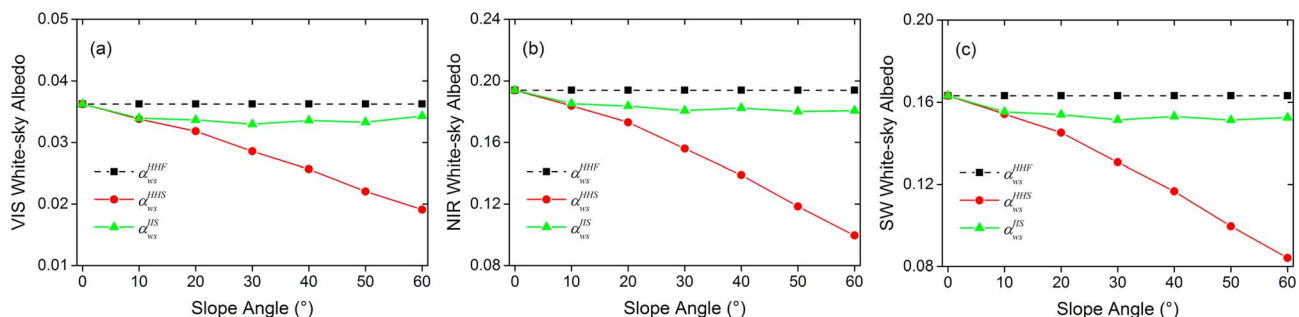 (a)
VIS White-sky Albedo
0.05
0.04
0.03
0.02
0.01
α_ws^HHF
α_ws^HHS
α_ws^IIS
0 10 20 30 40 50 60
Slope Angle (°)
(b)
NIR White-sky Albedo
0.24
0.20
0.16
0.12
0.08
α_ws^HHF
α_ws^HHS
α_ws^IIS
0 10 20 30 40 50 60
Slope Angle (°)
(c)
SW White-sky Albedo
0.20
0.16
0.12
0.08
α_ws^HHF
α_ws^HHS
α_ws^IIS
0 10 20 30 40 50 60
Slope Angle (°)